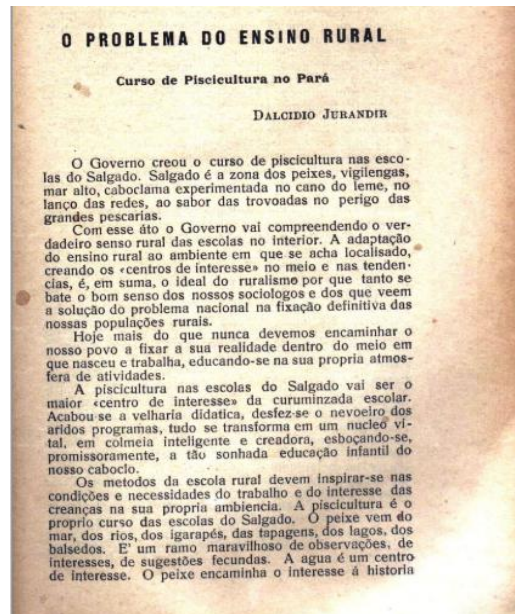 O PROBLEMA DO ENSINO RURAL
Curso de Piscicultura no Pará
DALCIDIO JURANDIR
O Governo creou o curso de piscicultura nas esco-
las do Salgado. Salgado é a zona dos peixes, vigilengas,
mar alto, caboclama experimentada no cano do leme, no
lanço das redes, ao sabor das trovoadas no perigo das
grandes pescarias.
Com esse áto o Governo vai compreendendo o ver-
dadeiro senso rural das escolas no interior. A adaptação
do ensino rural ao ambiente em que se acha localisado,
creando os «centros de interesse» no meio e nas tenden-
cias, é, em suma, o ideal do ruralismo por que tanto se
bate o bom senso dos nossos sociologos e dos que veem
a solução do problema nacional na fixação definitiva das
nossas populações rurais.
Hoje mais do que nunca devemos encaminhar o
nosso povo a fixar a sua realidade dentro do meio em
que nasceu e trabalha, educando-se na sua propria atmos-
fera de atividades.
A piscicultura nas escolas do Salgado vai ser o
maior «centro de interesse» da curuminzada escolar.
Acabou-se a velharia didatica, desfez-se o nevoeiro dos
aridos programas, tudo se transforma em um nucleo vi-
tal, em colmeia inteligente e creadora, esboçando-se,
promissoramente, a tão sonhada educação infantil do
nosso caboclo.
Os metodos da escola rural devem inspirar-se nas
condições e necessidades do trabalho e do interesse das
creanças na sua propria ambiencia. A piscicultura é o
proprio curso das escolas do Salgado. O peixe vem do
mar, dos rios, dos igarapés, das tapagens, dos lagos, dos
balsedos. E' um ramo maravilhoso de observações, de
interesses, de sugestões fecundas. A agua é um centro
de interesse. O peixe encaminha o interesse á historia